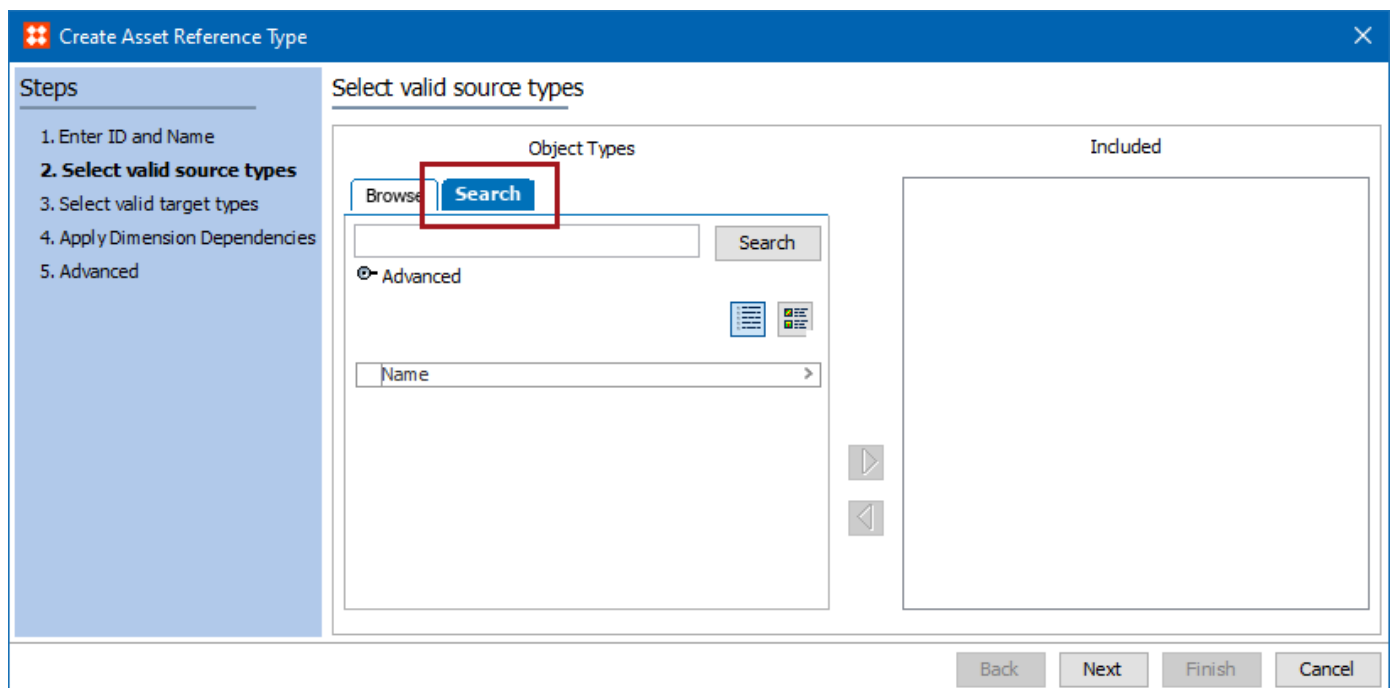 Create Asset Reference Type
Steps
1. Enter ID and Name
2. Select valid source types
3. Select valid target types
4. Apply Dimension Dependencies
5. Advanced
Select valid source types
Object Types
Included
Browse
Search
Search
Advanced
Name
Back
Next
Finish
Cancel